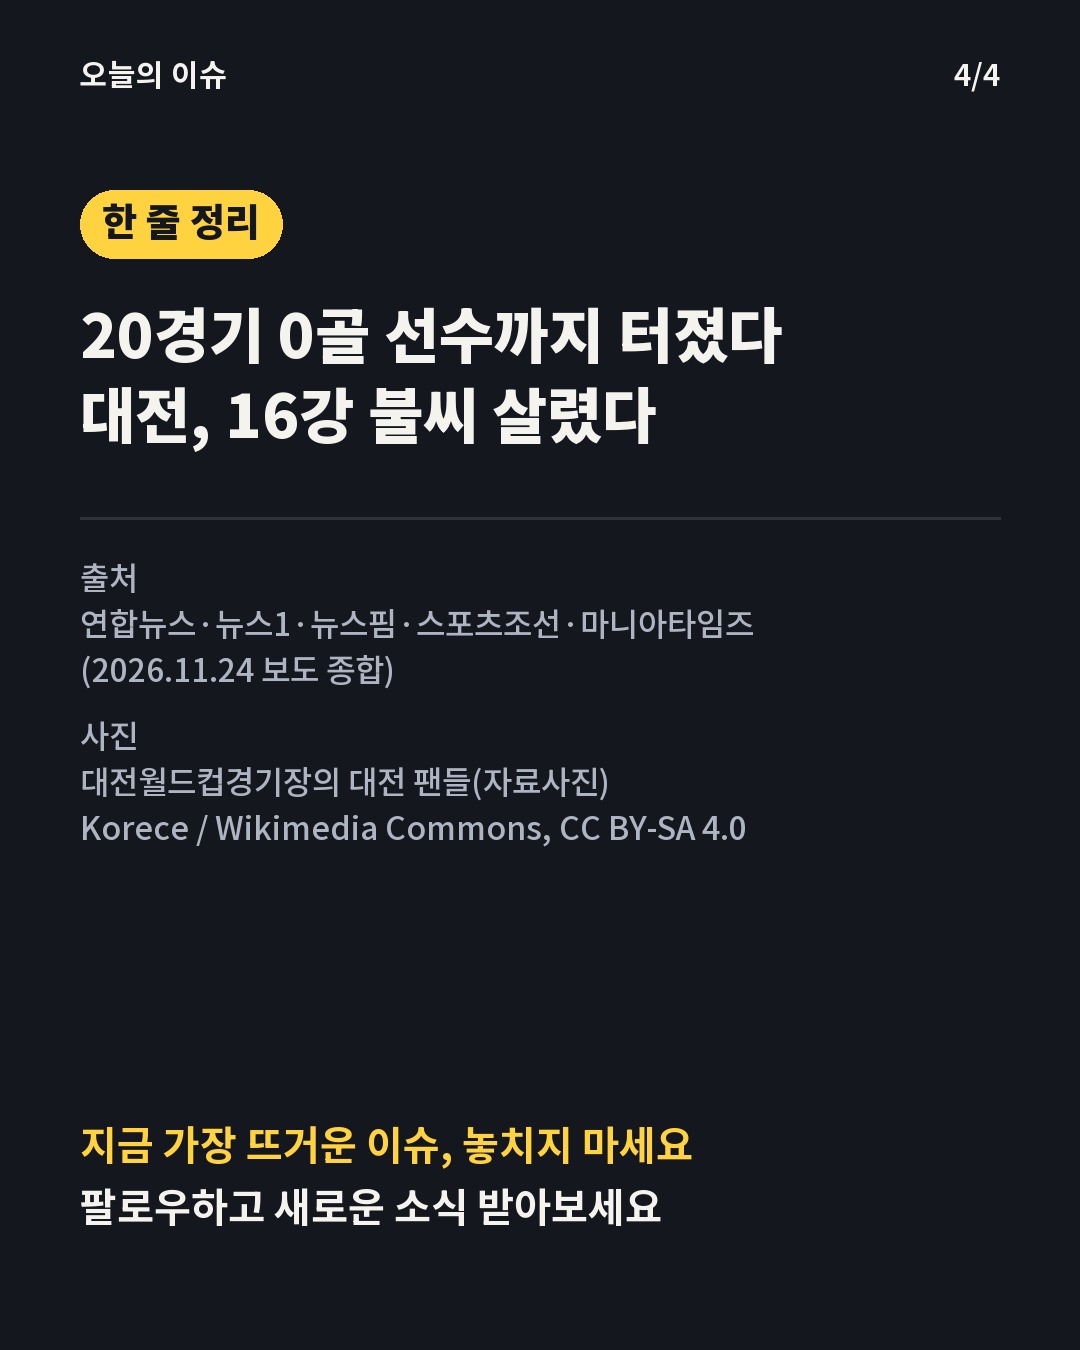 오늘의 이슈
4/4
한 줄 정리
20경기 0골 선수까지 터졌다
대전, 16강 불씨 살렸다
출처
연합뉴스·뉴스1·뉴스핌·스포츠조선·마니아타임즈
(2026.11.24 보도 종합)
사진
대전월드컵경기장의 대전 팬들(자료사진)
Korece / Wikimedia Commons, CC BY-SA 4.0
지금 가장 뜨거운 이슈, 놓치지 마세요
팔로우하고 새로운 소식 받아보세요